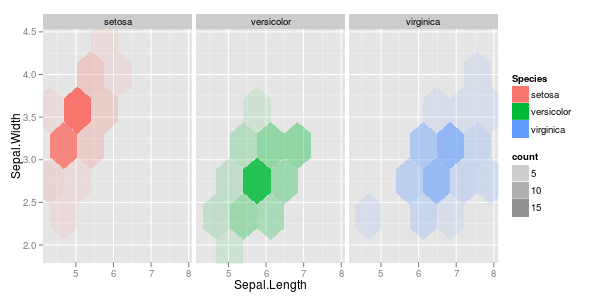 setosa versicolor virginica
Sepal.Width
4.5
4.0
3.5
3.0
2.5
2.0
5 6 7 8 5 6 7 8 5 6 7 8
Sepal.Length
Species
setosa
versicolor
virginica
count
5
10
15